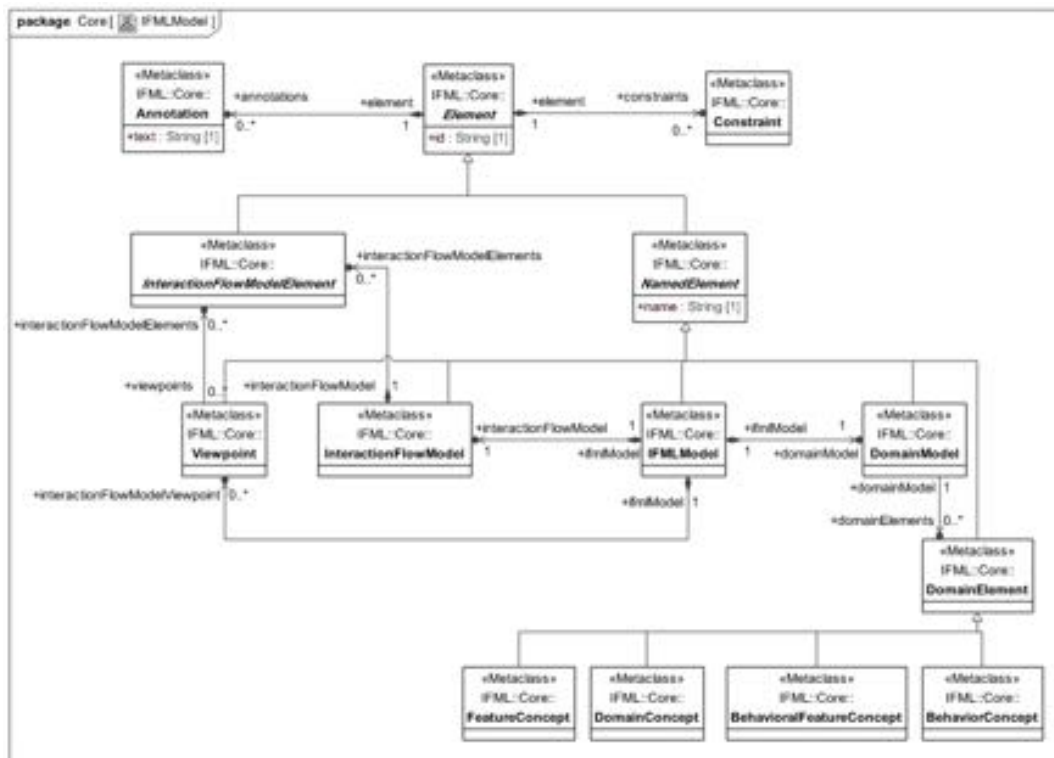 package Core[ IFMLModel ]
«Metaclass»
IFML::Core::
Annotation
+text : String [1]
+annotations
0..*
+element
1
«Metaclass»
IFML::Core::
Element
+id : String [1]
+element
1
+constraints
0..*
«Metaclass»
IFML::Core::
Constraint
«Metaclass»
IFML::Core::
InteractionFlowModelElement
+interactionFlowModelElements
0..*
«Metaclass»
IFML::Core::
NamedElement
+name : String [1]
+interactionFlowModelElements
0..*
+viewpoints
0..*
+interactionFlowModel
1
«Metaclass»
IFML::Core::
Viewpoint
«Metaclass»
IFML::Core::
InteractionFlowModel
+interactionFlowModel
1
1
+ifmlModel
«Metaclass»
IFML::Core::
IFMLModel
+ifmlModel
1
1
+domainModel
«Metaclass»
IFML::Core::
DomainModel
+interactionFlowModelViewpoint
0..*
+ifmlModel
1
+domainModel
1
+domainElements
0..*
«Metaclass»
IFML::Core::
DomainElement
«Metaclass»
IFML::Core::
FeatureConcept
«Metaclass»
IFML::Core::
DomainConcept
«Metaclass»
IFML::Core::
BehavioralFeatureConcept
«Metaclass»
IFML::Core::
BehaviorConcept